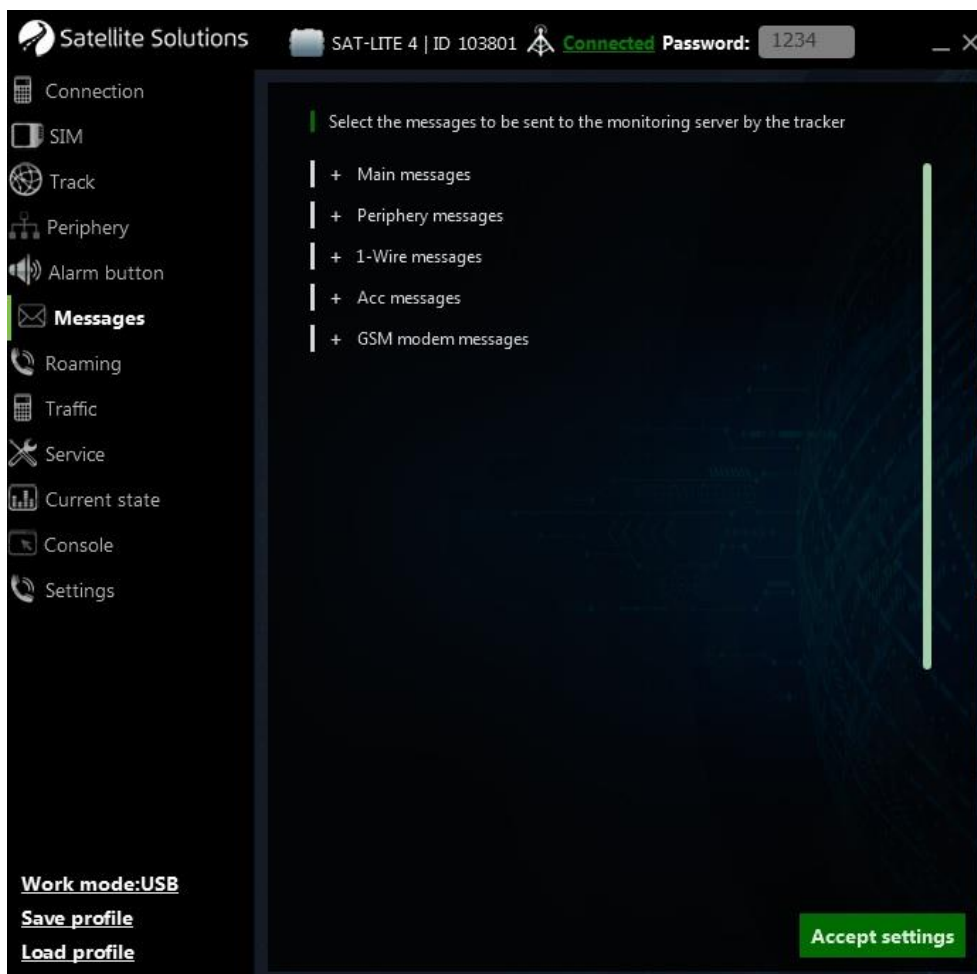 Satellite Solutions
SAT-LITE 4 | ID 103801 Connected Password: 1234
Connection
SIM
Track
Periphery
Alarm button
Messages
Roaming
Traffic
Service
Current state
Console
Settings
Work mode:USB
Save profile
Load profile
Select the messages to be sent to the monitoring server by the tracker
+ Main messages
+ Periphery messages
+ 1-Wire messages
+ Acc messages
+ GSM modem messages
Accept settings